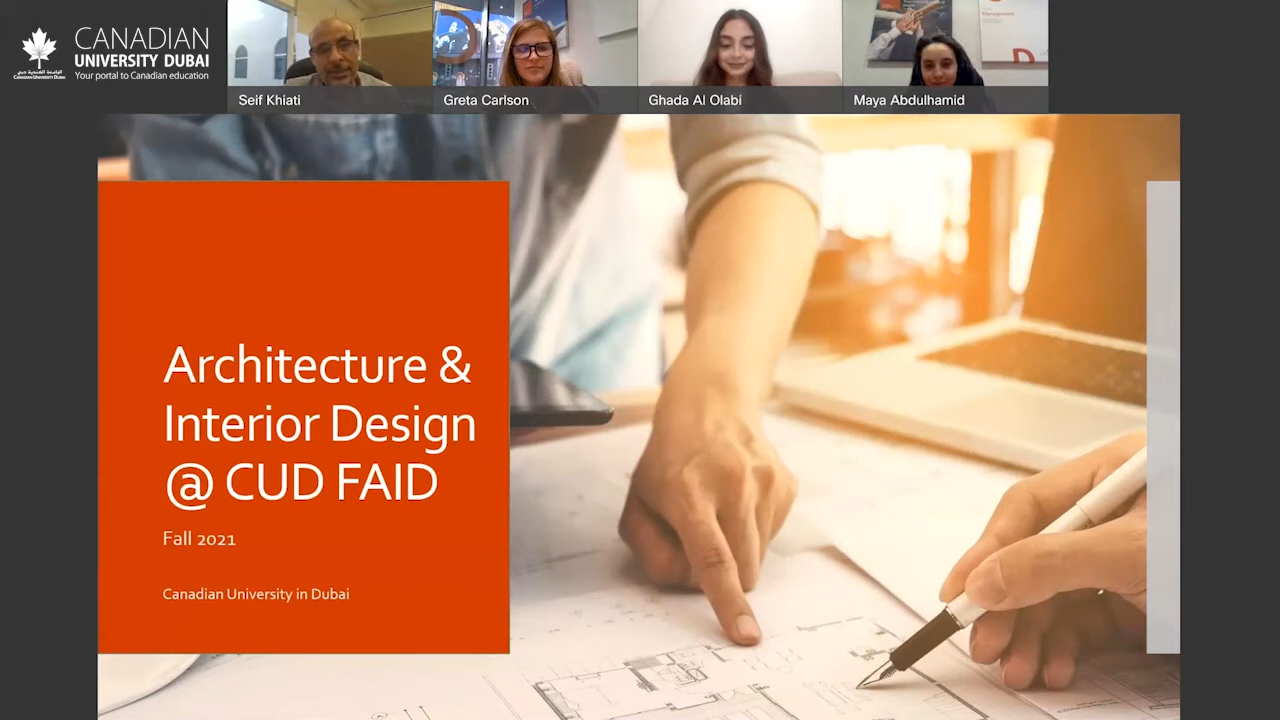 CANADIAN
UNIVERSITY DUBAI
Your portal to Canadian education
Seif Khiati
Greta Carlson
Ghada Al Olabi
Maya Abdulhamid
Management
Architecture &
Interior Design
@ CUD FAID
Fall 2021
Canadian University in Dubai